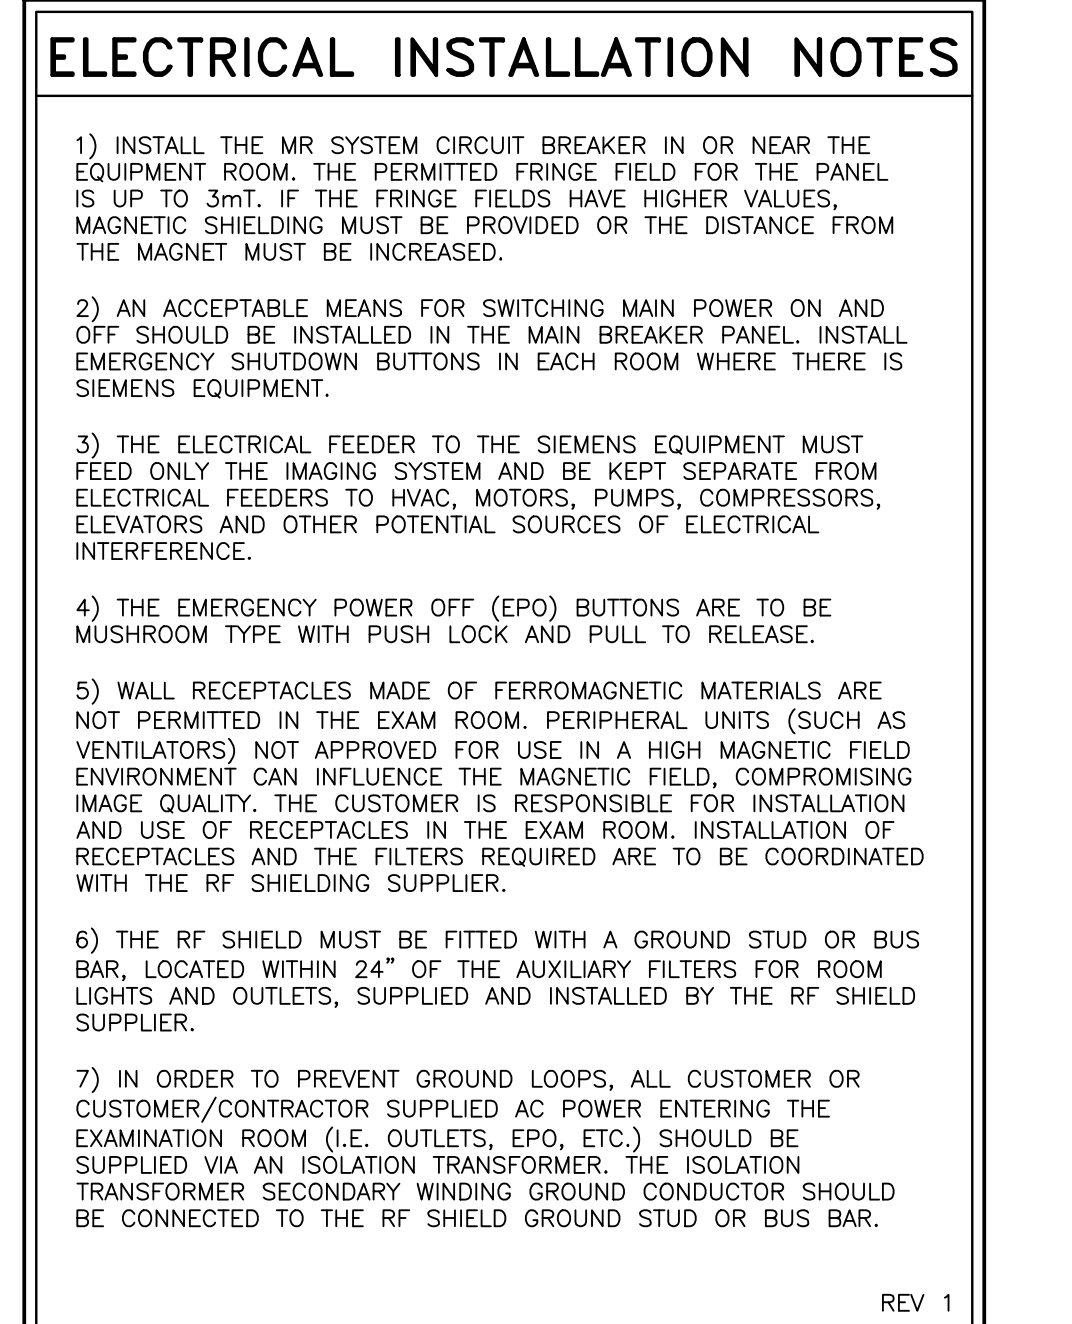 ELECTRICAL INSTALLATION NOTES
1) INSTALL THE MR SYSTEM CIRCUIT BREAKER IN OR NEAR THE
EQUIPMENT ROOM. THE PERMITTED FRINGE FIELD FOR THE PANEL
IS UP TO 3mT. IF THE FRINGE FIELDS HAVE HIGHER VALUES,
MAGNETIC SHIELDING MUST BE PROVIDED OR THE DISTANCE FROM
THE MAGNET MUST BE INCREASED.
2) AN ACCEPTABLE MEANS FOR SWITCHING MAIN POWER ON AND
OFF SHOULD BE INSTALLED IN THE MAIN BREAKER PANEL. INSTALL
EMERGENCY SHUTDOWN BUTTONS IN EACH ROOM WHERE THERE IS
SIEMENS EQUIPMENT.
3) THE ELECTRICAL FEEDER TO THE SIEMENS EQUIPMENT MUST
FEED ONLY THE IMAGING SYSTEM AND BE KEPT SEPARATE FROM
ELECTRICAL FEEDERS TO HVAC, MOTORS, PUMPS, COMPRESSORS,
ELEVATORS AND OTHER POTENTIAL SOURCES OF ELECTRICAL
INTERFERENCE.
4) THE EMERGENCY POWER OFF (EPO) BUTTONS ARE TO BE
MUSHROOM TYPE WITH PUSH LOCK AND PULL TO RELEASE.
5) WALL RECEPTACLES MADE OF FERROMAGNETIC MATERIALS ARE
NOT PERMITTED IN THE EXAM ROOM. PERIPHERAL UNITS (SUCH AS
VENTILATORS) NOT APPROVED FOR USE IN A HIGH MAGNETIC FIELD
ENVIRONMENT CAN INFLUENCE THE MAGNETIC FIELD, COMPROMISING
IMAGE QUALITY. THE CUSTOMER IS RESPONSIBLE FOR INSTALLATION
AND USE OF RECEPTACLES IN THE EXAM ROOM. INSTALLATION OF
RECEPTACLES AND THE FILTERS REQUIRED ARE TO BE COORDINATED
WITH THE RF SHIELDING SUPPLIER.
6) THE RF SHIELD MUST BE FITTED WITH A GROUND STUD OR BUS
BAR, LOCATED WITHIN 24” OF THE AUXILIARY FILTERS FOR ROOM
LIGHTS AND OUTLETS, SUPPLIED AND INSTALLED BY THE RF SHIELD
SUPPLIER.
7) IN ORDER TO PREVENT GROUND LOOPS, ALL CUSTOMER OR
CUSTOMER/CONTRACTOR SUPPLIED AC POWER ENTERING THE
EXAMINATION ROOM (I.E. OUTLETS, EPO, ETC.) SHOULD BE
SUPPLIED VIA AN ISOLATION TRANSFORMER. THE ISOLATION
TRANSFORMER SECONDARY WINDING GROUND CONDUCTOR SHOULD
BE CONNECTED TO THE RF SHIELD GROUND STUD OR BUS BAR.
REV 1